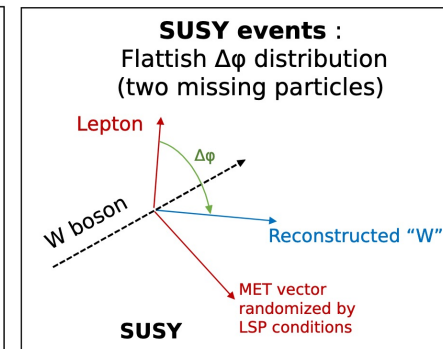 SUSY events :
Flattish Δφ distribution
(two missing particles)
Lepton
Δφ
W boson
Reconstructed “W”
MET vector
randomized by
LSP conditions
SUSY